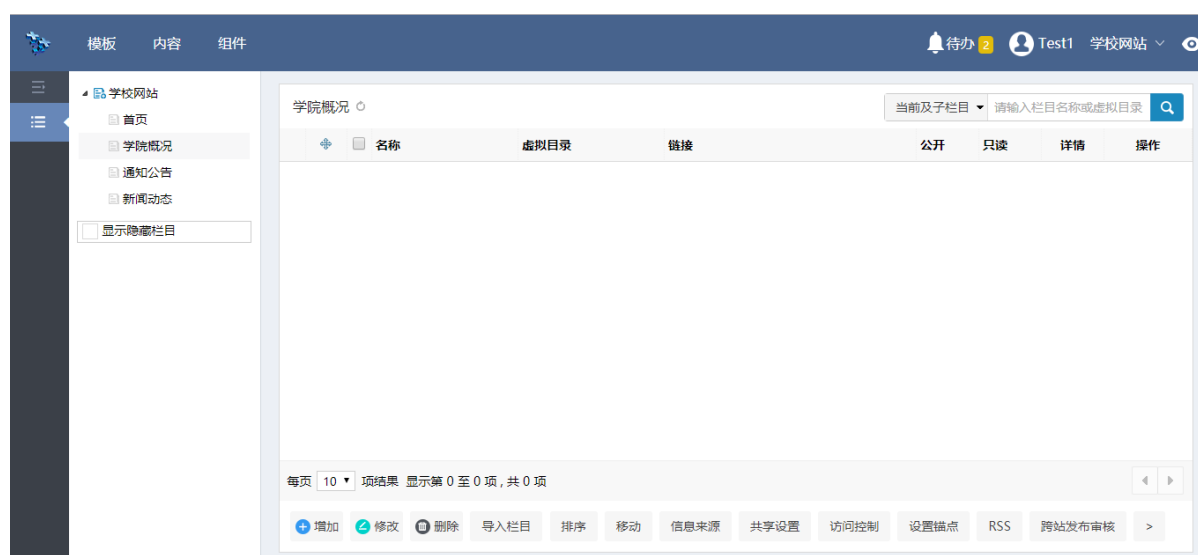 模板 内容 组件 待办 2 Test1 学校网站
学校网站
首页
学院概况
通知公告
新闻动态
显示隐藏栏目
学院概况 当前及子栏目 请输入栏目名称或虚拟目录
名称 虚拟目录 链接 公开 只读 详情 操作
每页 10 项结果 显示第 0 至 0 项 , 共 0 项
增加 修改 删除 导入栏目 排序 移动 信息来源 共享设置 访问控制 设置锚点 RSS 跨站发布审核 >